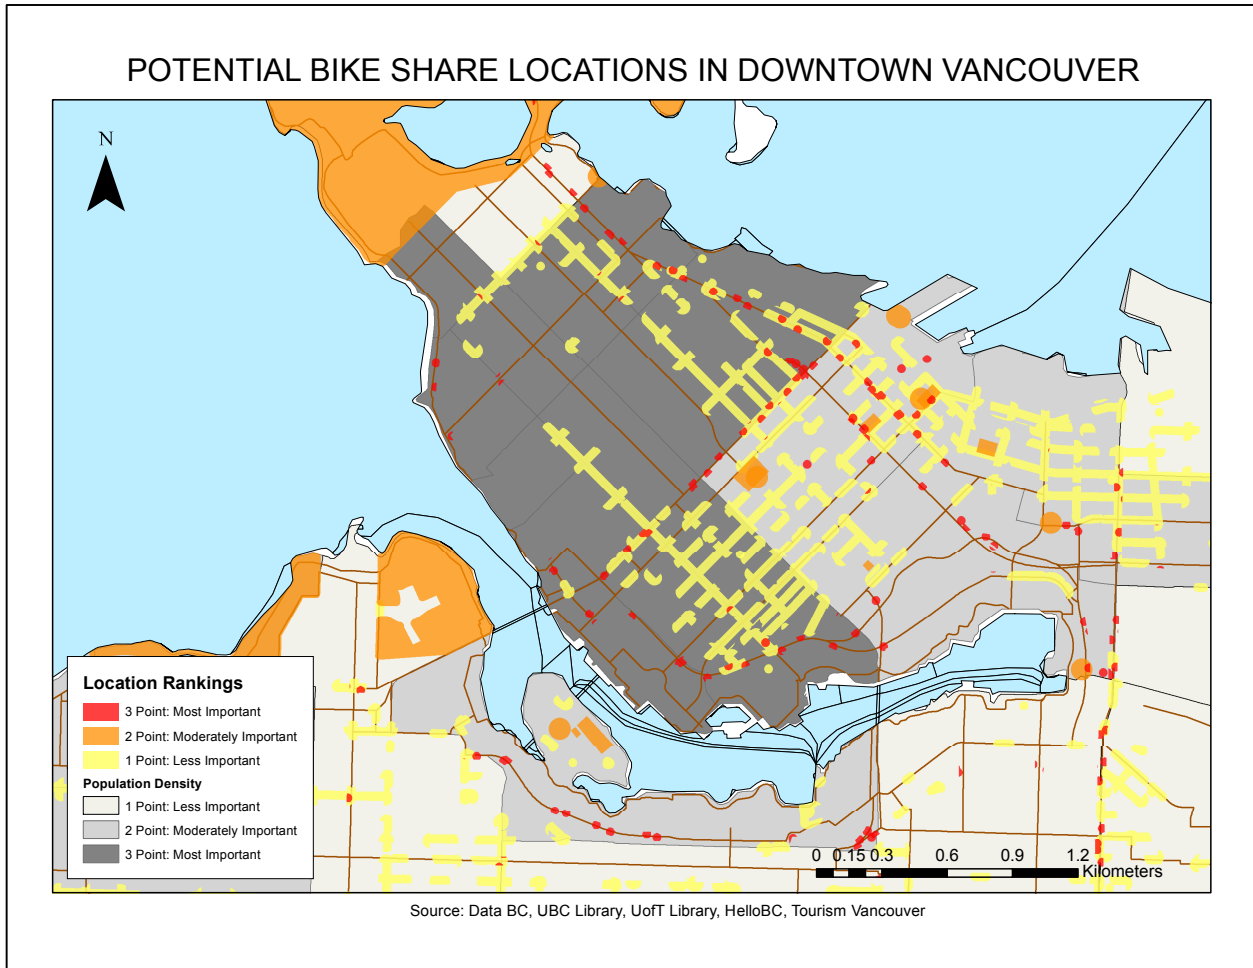 POTENTIAL BIKE SHARE LOCATIONS IN DOWNTOWN VANCOUVER
N
Location Rankings
3 Point: Most Important
2 Point: Moderately Important
1 Point: Less Important
Population Density
1 Point: Less Important
2 Point: Moderately Important
3 Point: Most Important
0 0.15 0.3 0.6 0.9 1.2
Kilometers
Source: Data BC, UBC Library, UofT Library, HelloBC, Tourism Vancouver